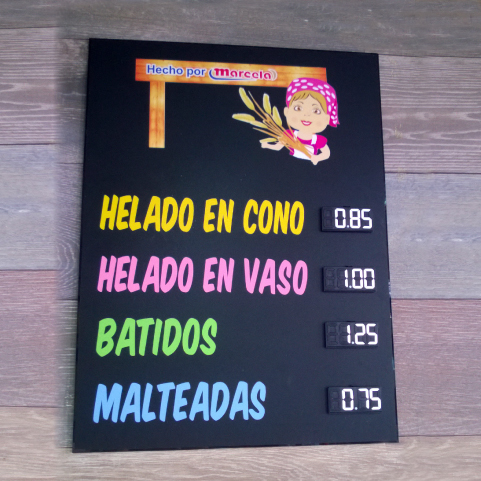 Hecho por Marcela
HELADO EN CONO 0.85
HELADO EN VASO 1.00
BATIDOS 1.25
MALTEADAS 0.75